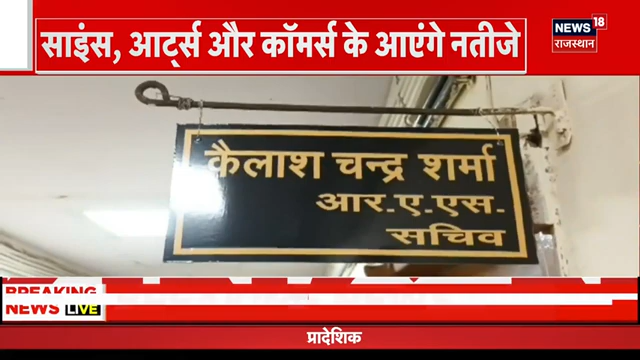 साइंस, आर्ट्स और कॉमर्स के आएंगे नतीजे
NEWS 18
राजस्थान
कैलाश चन्द्र शर्मा
आर-ए-एस-
सचिव
BREAKING
NEWS LIVE
प्रादेशिक